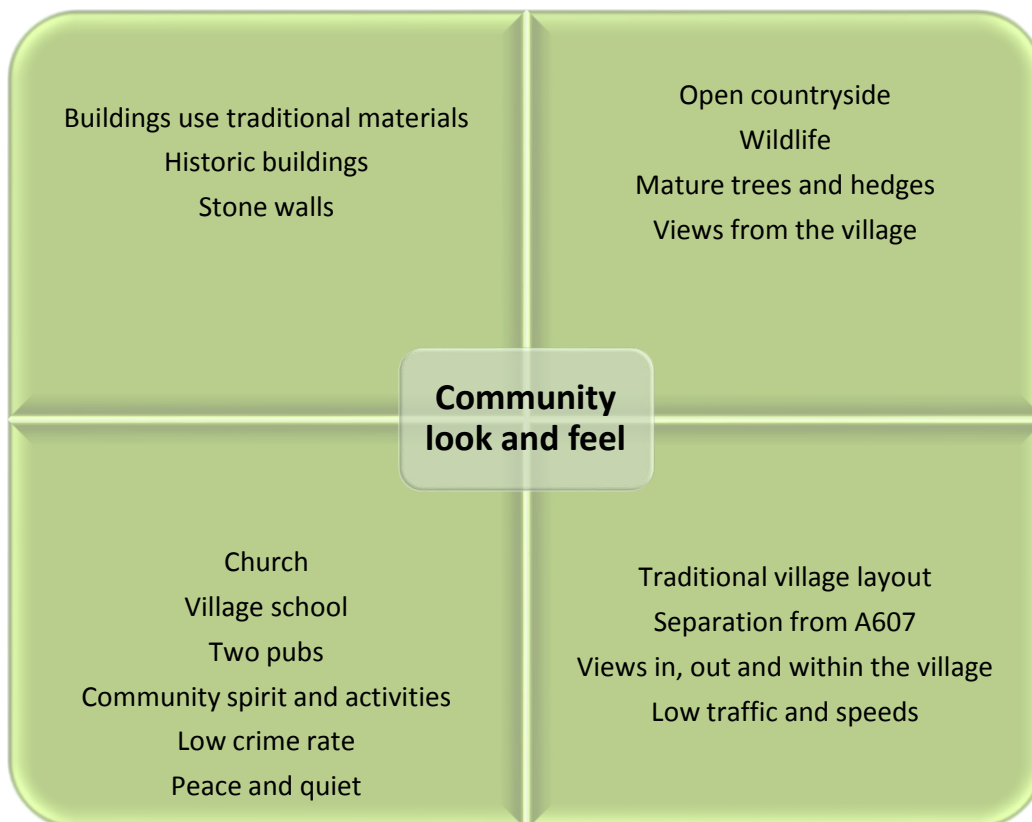 Buildings use traditional materials
Historic buildings
Stone walls
Open countryside
Wildlife
Mature trees and hedges
Views from the village
Community
look and feel
Church
Village school
Two pubs
Community spirit and activities
Low crime rate
Peace and quiet
Traditional village layout
Separation from A607
Views in, out and within the village
Low traffic and speeds